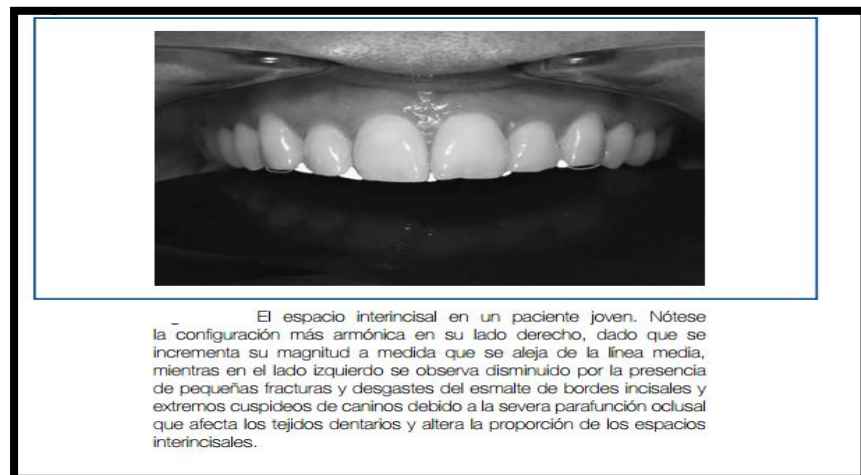 El espacio interincisal en un paciente joven. Nótese
la configuración más armónica en su lado derecho, dado que se
incrementa su magnitud a medida que se aleja de la línea media,
mientras en el lado izquierdo se observa disminuido por la presencia
de pequeñas fracturas y desgastes del esmalte de bordes incisales y
extremos cuspideos de caninos debido a la severa parafunción oclusal
que afecta los tejidos dentarios y altera la proporción de los espacios
interincisales.